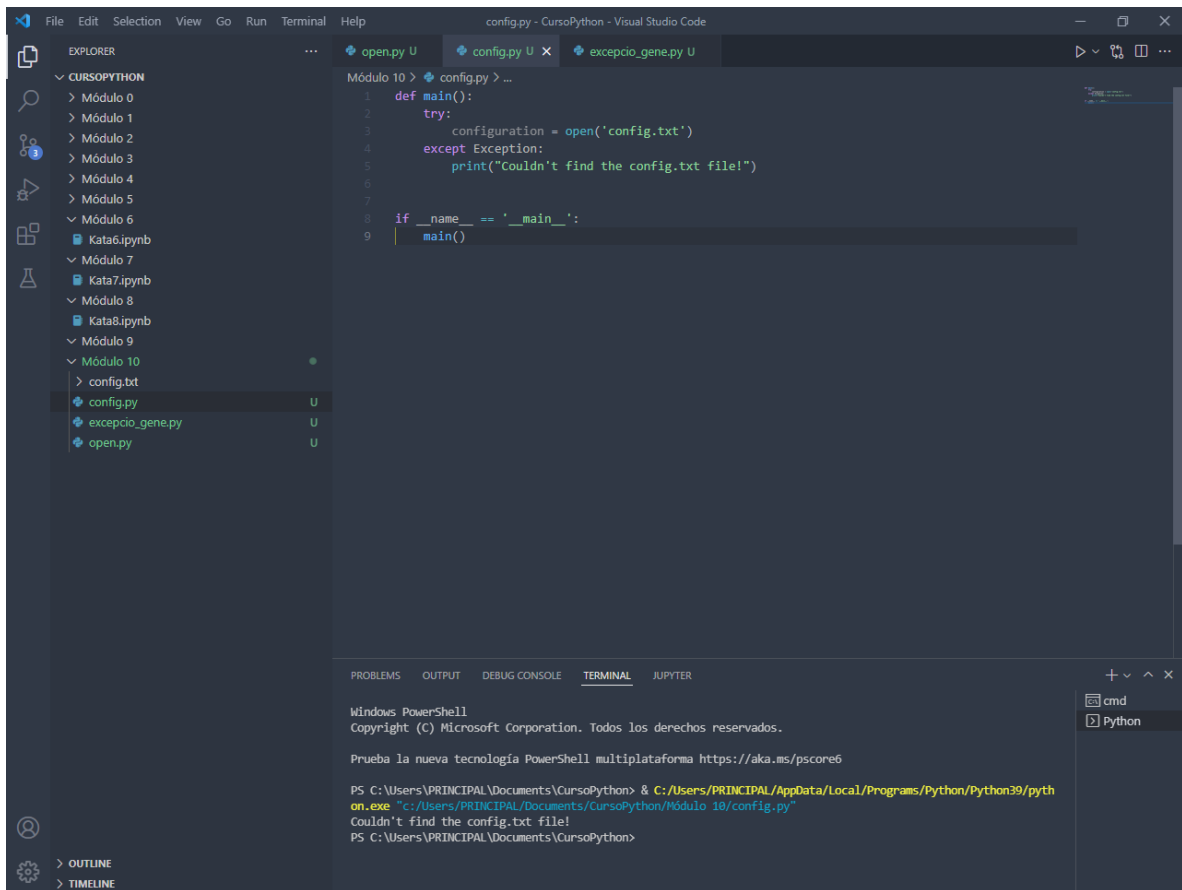 File Edit Selection View Go Run Terminal Help
config.py - CursoPython - Visual Studio Code
EXPLORER
CURSOPYTHON
Módulo 0
Módulo 1
Módulo 2
Módulo 3
Módulo 4
Módulo 5
Módulo 6
Kata6.ipynb
Módulo 7
Kata7.ipynb
Módulo 8
Kata8.ipynb
Módulo 9
Módulo 10
config.txt
config.py U
excepcio_gene.py U
open.py U
OUTLINE
TIMELINE
3
open.py U config.py U excepcio_gene.py U
Módulo 10 > config.py > ...
1 def main():
2 try:
3 configuration = open('config.txt')
4 except Exception:
5 print("Couldn't find the config.txt file!")
6
7
8 if __name__ == '__main__':
9 main()
PROBLEMS OUTPUT DEBUG CONSOLE TERMINAL JUPYTER
Windows PowerShell
Copyright (C) Microsoft Corporation. Todos los derechos reservados.
Prueba la nueva tecnología PowerShell multiplataforma https://aka.ms/pscore6
PS C:\Users\PRINCIPAL\Documents\CursoPython> & C:/Users/PRINCIPAL/AppData/Local/Programs/Python/Python39/pyth
on.exe "c:/Users/PRINCIPAL/Documents/CursoPython/Módulo 10/config.py"
Couldn't find the config.txt file!
PS C:\Users\PRINCIPAL\Documents\CursoPython>
cmd
Python